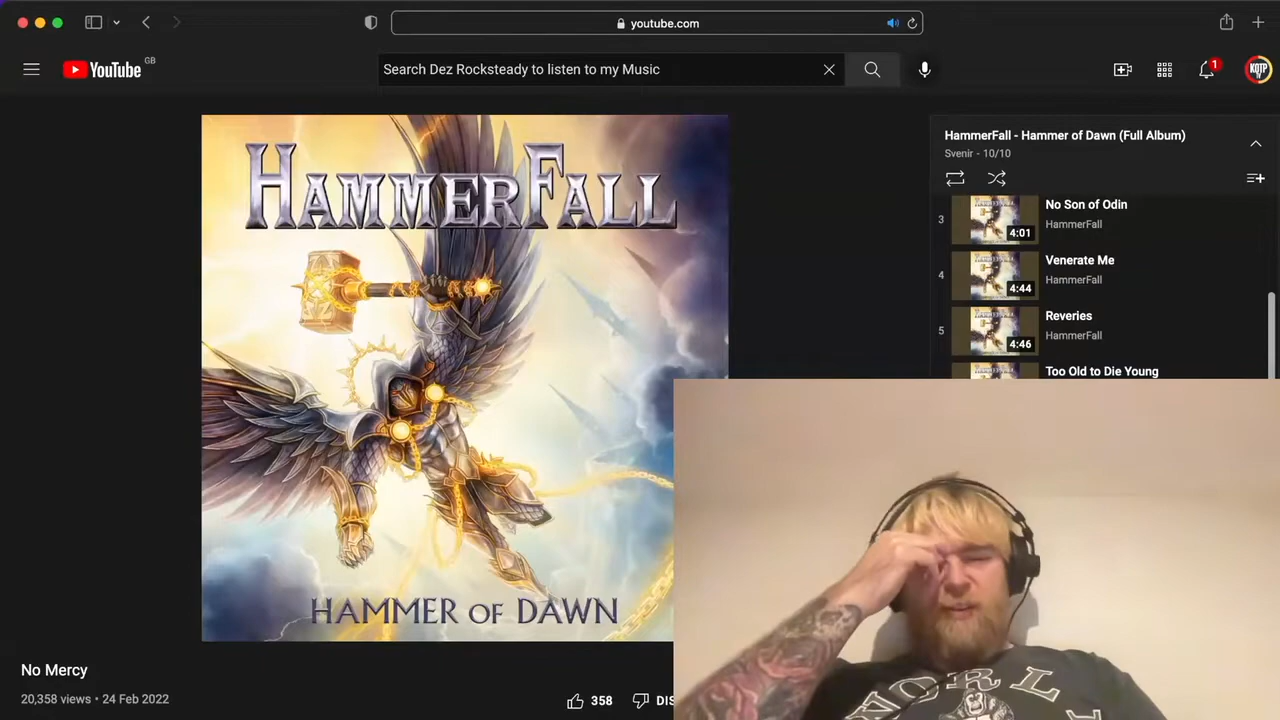 youtube.com
YouTube GB
Search Dez Rocksteady to listen to my Music
1
KOTP
HAMMERFALL
HAMMER OF DAWN
No Mercy
20,358 views • 24 Feb 2022
358
DIS
HammerFall - Hammer of Dawn (Full Album)
Svenir - 10/10
3
4:01
No Son of Odin
HammerFall
4
4:44
Venerate Me
HammerFall
5
4:46
Reveries
HammerFall
Too Old to Die Young